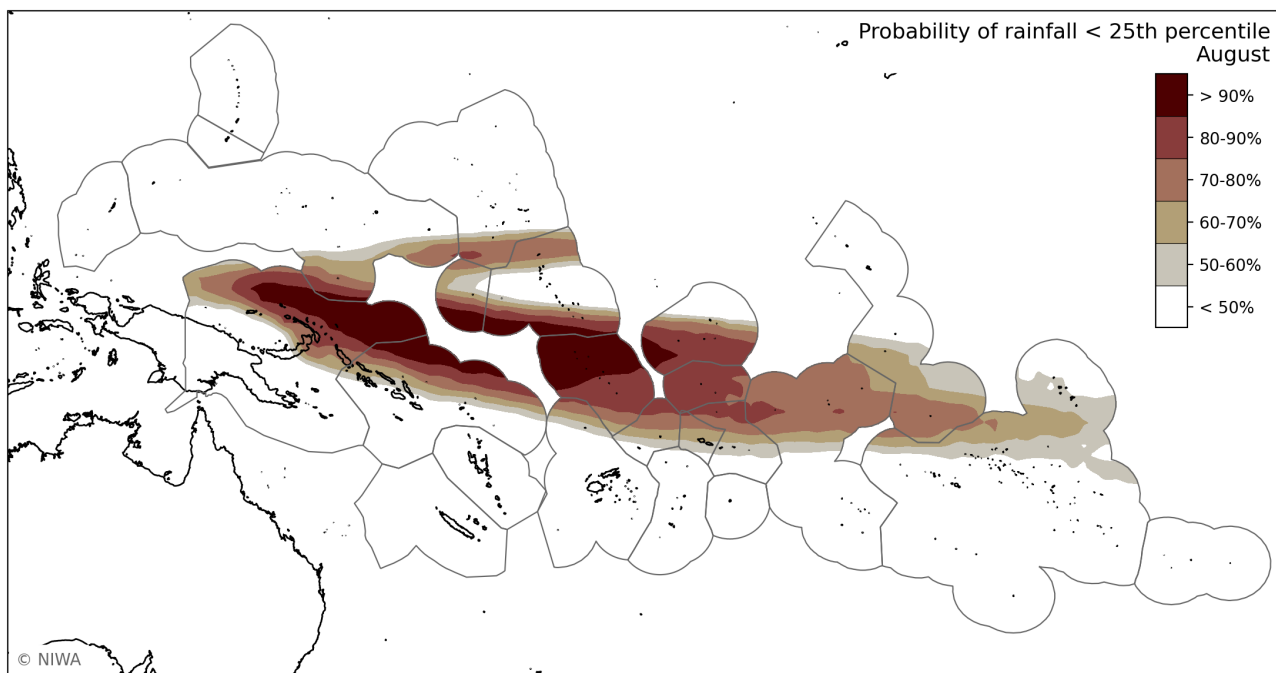 Probability of rainfall < 25th percentile
August
> 90%
80-90%
70-80%
60-70%
50-60%
< 50%
© NIWA